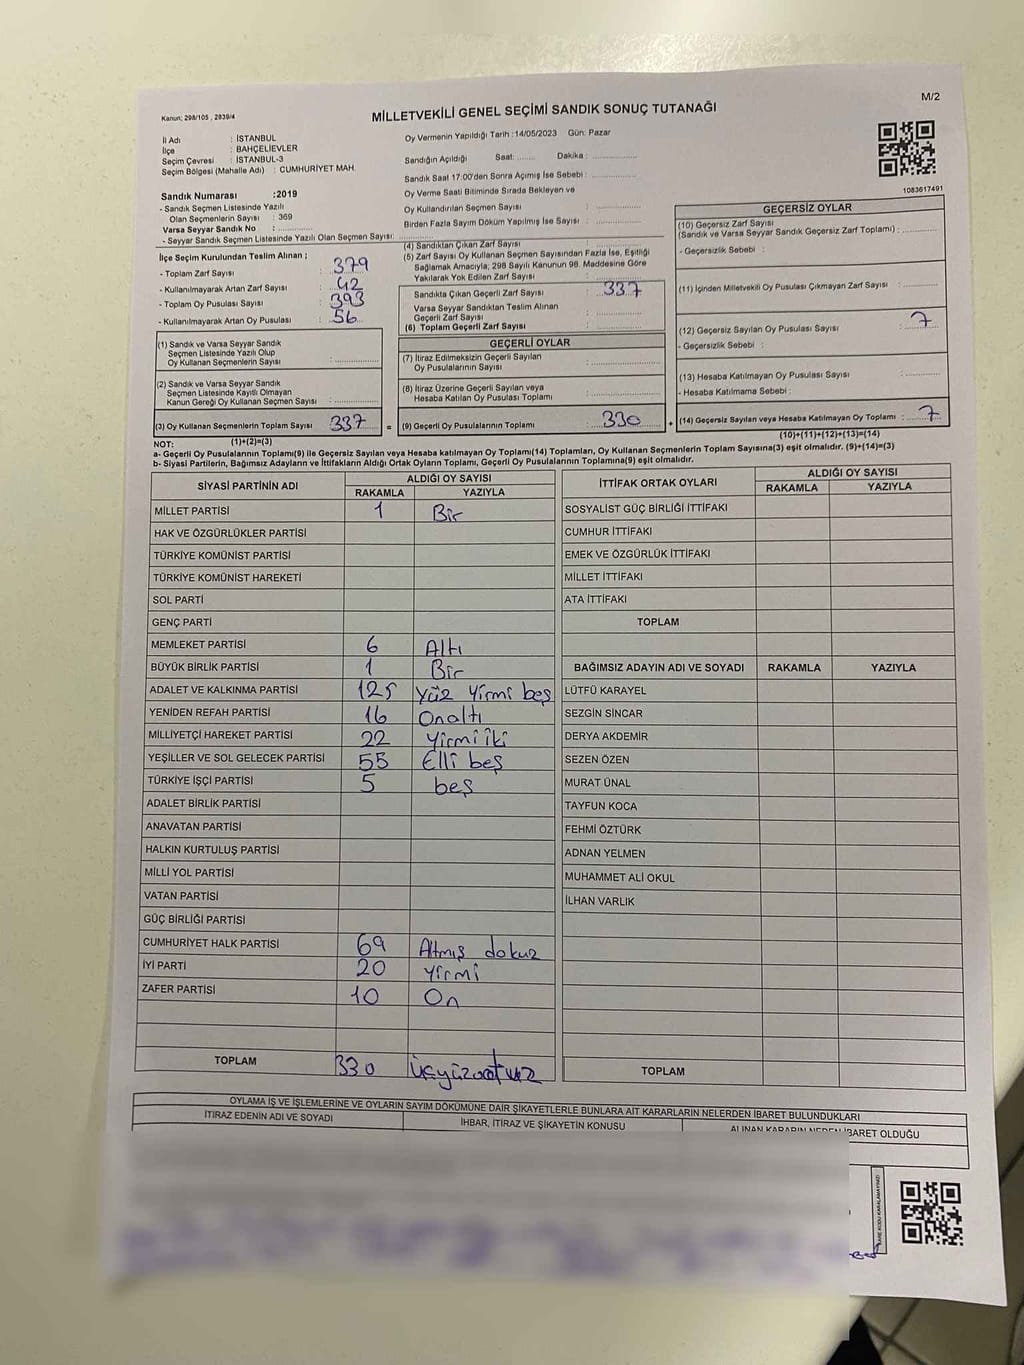 M/2
Kanun; 298/105 , 2839/4
MİLLETVEKİLİ GENEL SEÇİMİ SANDIK SONUÇ TUTANAĞI
İl Adı : İSTANBUL
İlçe : BAHÇELİEVLER
Seçim Çevresi : İSTANBUL-3
Seçim Bölgesi (Mahalle Adı) : CUMHURİYET MAH.
Sandık Numarası :2019
- Sandık Seçmen Listesinde Yazılı
Olan Seçmenlerin Sayısı : 369
Varsa Seyyar Sandık No :
- Seyyar Sandık Seçmen Listesinde Yazılı Olan Seçmen Sayısı:
İlçe Seçim Kurulundan Teslim Alınan ;
- Toplam Zarf Sayısı : 379
- Kullanılmayarak Artan Zarf Sayısı : 42
- Toplam Oy Pusulası Sayısı : 393
- Kullanılmayarak Artan Oy Pusulası : 56
(1) Sandık ve Varsa Seyyar Sandık
Seçmen Listesinde Yazılı Olup
Oy Kullanan Seçmenlerin Sayısı :
(2) Sandık ve Varsa Seyyar Sandık
Seçmen Listesinde Kayıtlı Olmayan
Kanun Gereği Oy Kullanan Seçmen Sayısı :
(3) Oy Kullanan Seçmenlerin Toplam Sayısı : 337 =
(1)+(2)=(3)
Oy Vermenin Yapıldığı Tarih :14/05/2023 Gün: Pazar
Sandığın Açıldığı Saat: Dakika :
Sandık Saat 17:00'den Sonra Açımış İse Sebebi :
Oy Verme Saati Bitiminde Sırada Bekleyen ve
Oy Kullandırılan Seçmen Sayısı :
Birden Fazla Sayım Döküm Yapılmış İse Sayısı :
(4) Sandıktan Çıkan Zarf Sayısı :
(5) Zarf Sayısı Oy Kullanan Seçmen Sayısından Fazla İse, Eşitliği
Sağlamak Amacıyla; 298 Sayılı Kanunun 98. Maddesine Göre
Yakılarak Yok Edilen Zarf Sayısı :
Sandıkta Çıkan Geçerli Zarf Sayısı : 337
Varsa Seyyar Sandıktan Teslim Alınan
Geçerli Zarf Sayısı :
(6) Toplam Geçerli Zarf Sayısı :
GEÇERLİ OYLAR
(7) İtiraz Edilmeksizin Geçerli Sayılan
Oy Pusulalarının Sayısı :
(8) İtiraz Üzerine Geçerli Sayılan veya
Hesaba Katılan Oy Pusulası Toplamı :
(9) Geçerli Oy Pusulalarının Toplamı : 330 +
1083617491
GEÇERSİZ OYLAR
(10) Geçersiz Zarf Sayısı
(Sandık ve Varsa Seyyar Sandık Geçersiz Zarf Toplamı) :
- Geçersizlik Sebebi :
(11) İçinden Milletvekili Oy Pusulası Çıkmayan Zarf Sayısı :
(12) Geçersiz Sayılan Oy Pusulası Sayısı : 7
- Geçersizlik Sebebi :
(13) Hesaba Katılmayan Oy Pusulası Sayısı :
- Hesaba Katılmama Sebebi :
(14) Geçersiz Sayılan veya Hesaba Katılmayan Oy Toplamı : 7
(10)+(11)+(12)+(13)=(14)
NOT:
a- Geçerli Oy Pusulalarının Toplamı(9) ile Geçersiz Sayılan veya Hesaba katılmayan oy Toplamı(14) Toplamları, Oy Kullanan Seçmenlerin Toplam Sayısına(3) eşit olmalıdır. (9)+(14)=(3)
b- Siyasi Partilerin, Bağımsız Adayların ve İttifakların Aldığı Ortak Oyların Toplamı, Geçerli Oy Pusulalarının Toplamına(9) eşit olmalıdır.
SİYASİ PARTİNİN ADI ALDIĞI OY SAYISI
RAKAMLA YAZIYLA
MİLLET PARTİSİ 1 Bir
HAK VE ÖZGÜRLÜKLER PARTİSİ
TÜRKİYE KOMÜNİST PARTİSİ
TÜRKİYE KOMÜNİST HAREKETİ
SOL PARTİ
GENÇ PARTİ
MEMLEKET PARTİSİ 6 Altı
BÜYÜK BİRLİK PARTİSİ 1 Bir
ADALET VE KALKINMA PARTİSİ 125 Yüz Yirmi beş
YENİDEN REFAH PARTİSİ 16 Onaltı
MİLLİYETÇİ HAREKET PARTİSİ 22 Yirmi iki
YEŞİLLER VE SOL GELECEK PARTİSİ 55 Elli beş
TÜRKİYE İŞÇİ PARTİSİ 5 beş
ADALET BİRLİK PARTİSİ
ANAVATAN PARTİSİ
HALKIN KURTULUŞ PARTİSİ
MİLLİ YOL PARTİSİ
VATAN PARTİSİ
GÜÇ BİRLİĞİ PARTİSİ
CUMHURİYET HALK PARTİSİ 69 Altmış dokuz
İYİ PARTİ 20 Yirmi
ZAFER PARTİSİ 10 On
TOPLAM 330
İTTİFAK ORTAK OYLARI ALDIĞI OY SAYISI
RAKAMLA YAZIYLA
SOSYALİST GÜÇ BİRLİĞİ İTTİFAKI
CUMHUR İTTİFAKI
EMEK VE ÖZGÜRLÜK İTTİFAKI
MİLLET İTTİFAKI
ATA İTTİFAKI
TOPLAM
BAĞIMSIZ ADAYIN ADI VE SOYADI RAKAMLA YAZIYLA
LÜTFÜ KARAYEL
SEZGİN SİNCAR
DERYA AKDEMİR
SEZEN ÖZEN
MURAT ÜNAL
TAYFUN KOCA
FEHMİ ÖZTÜRK
ADNAN YELMEN
MUHAMMET ALİ OKUL
İLHAN VARLIK
TOPLAM
OYLAMA İŞ VE İŞLEMLERİNE VE OYLARIN SAYIM DÖKÜMÜNE DAİR ŞİKAYETLERLE BUNLARA AİT KARARLARIN NELERDEN İBARET BULUNDUKLARI
İTİRAZ EDENİN ADI VE SOYADI İHBAR, İTİRAZ VE ŞİKAYETİN KONUSU ALINAN KARARIN NEDEN İBARET OLDUĞU
KARE KODU KARALAMAYINIZ!